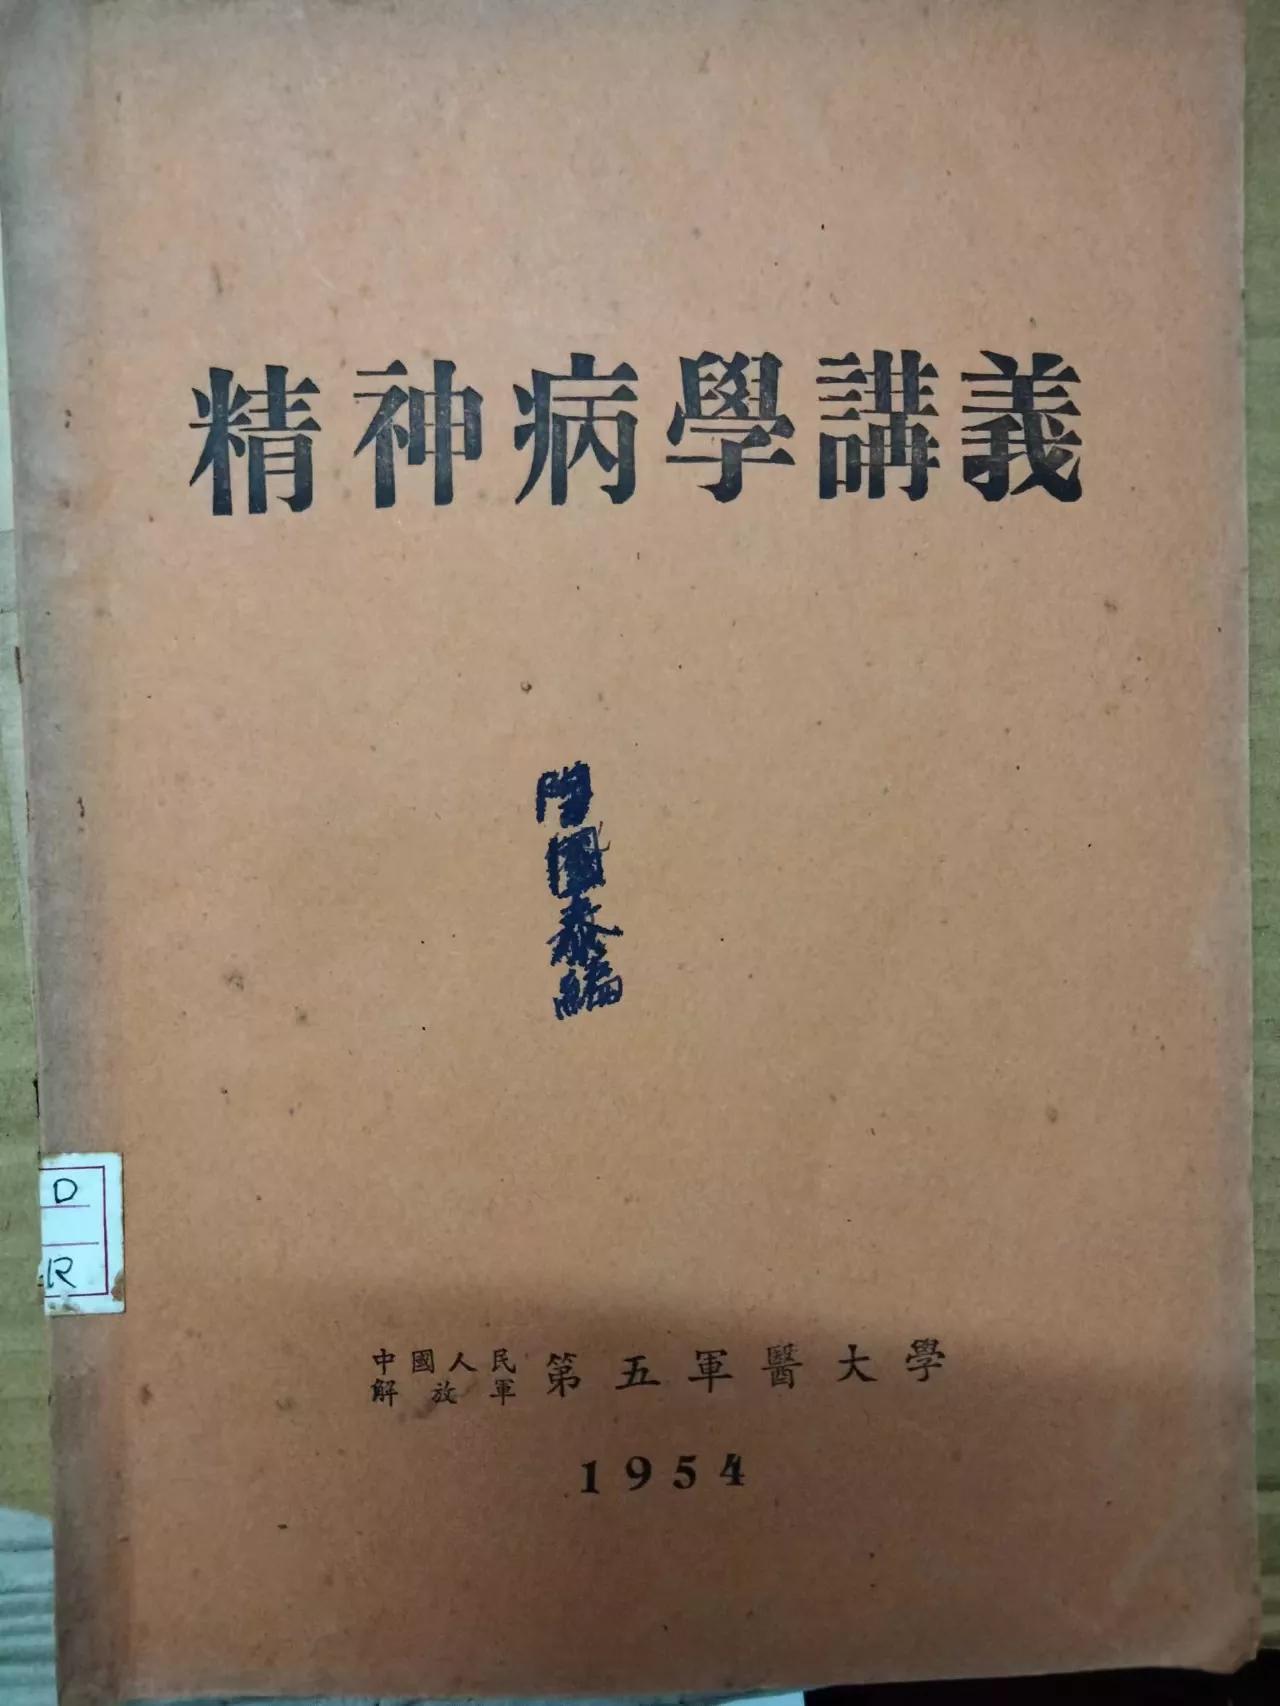 精神病學講義
陶國泰編
D
R
中國人民
解放軍
第五軍醫大學
1954